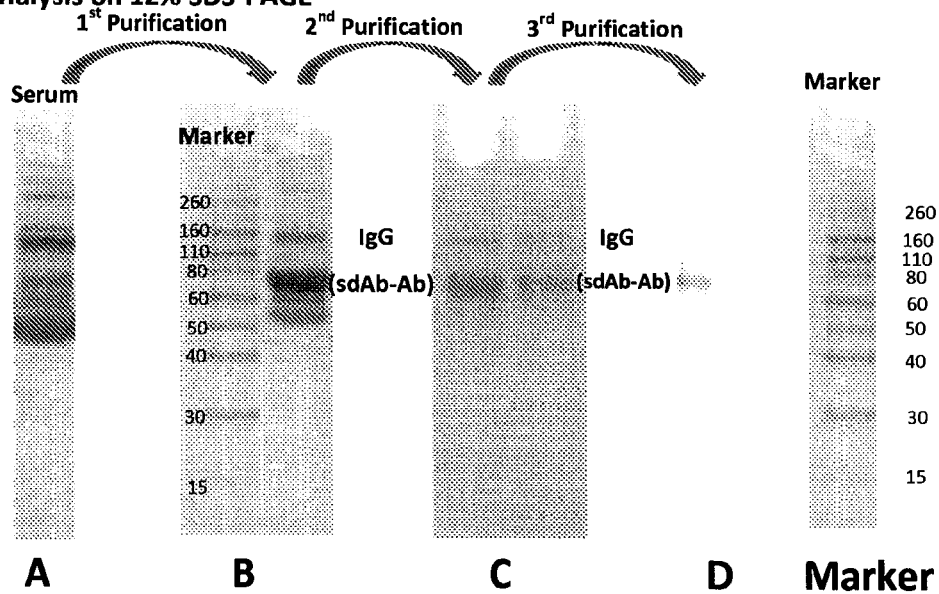 1st Purification
2nd Purification
3rd Purification
Serum
Marker
Marker
260
160
110
80
60
50
40
30
15
IgG
(sdAb-Ab)
IgG
(sdAb-Ab)
260
160
110
80
60
50
40
30
15
A
B
C
D
Marker